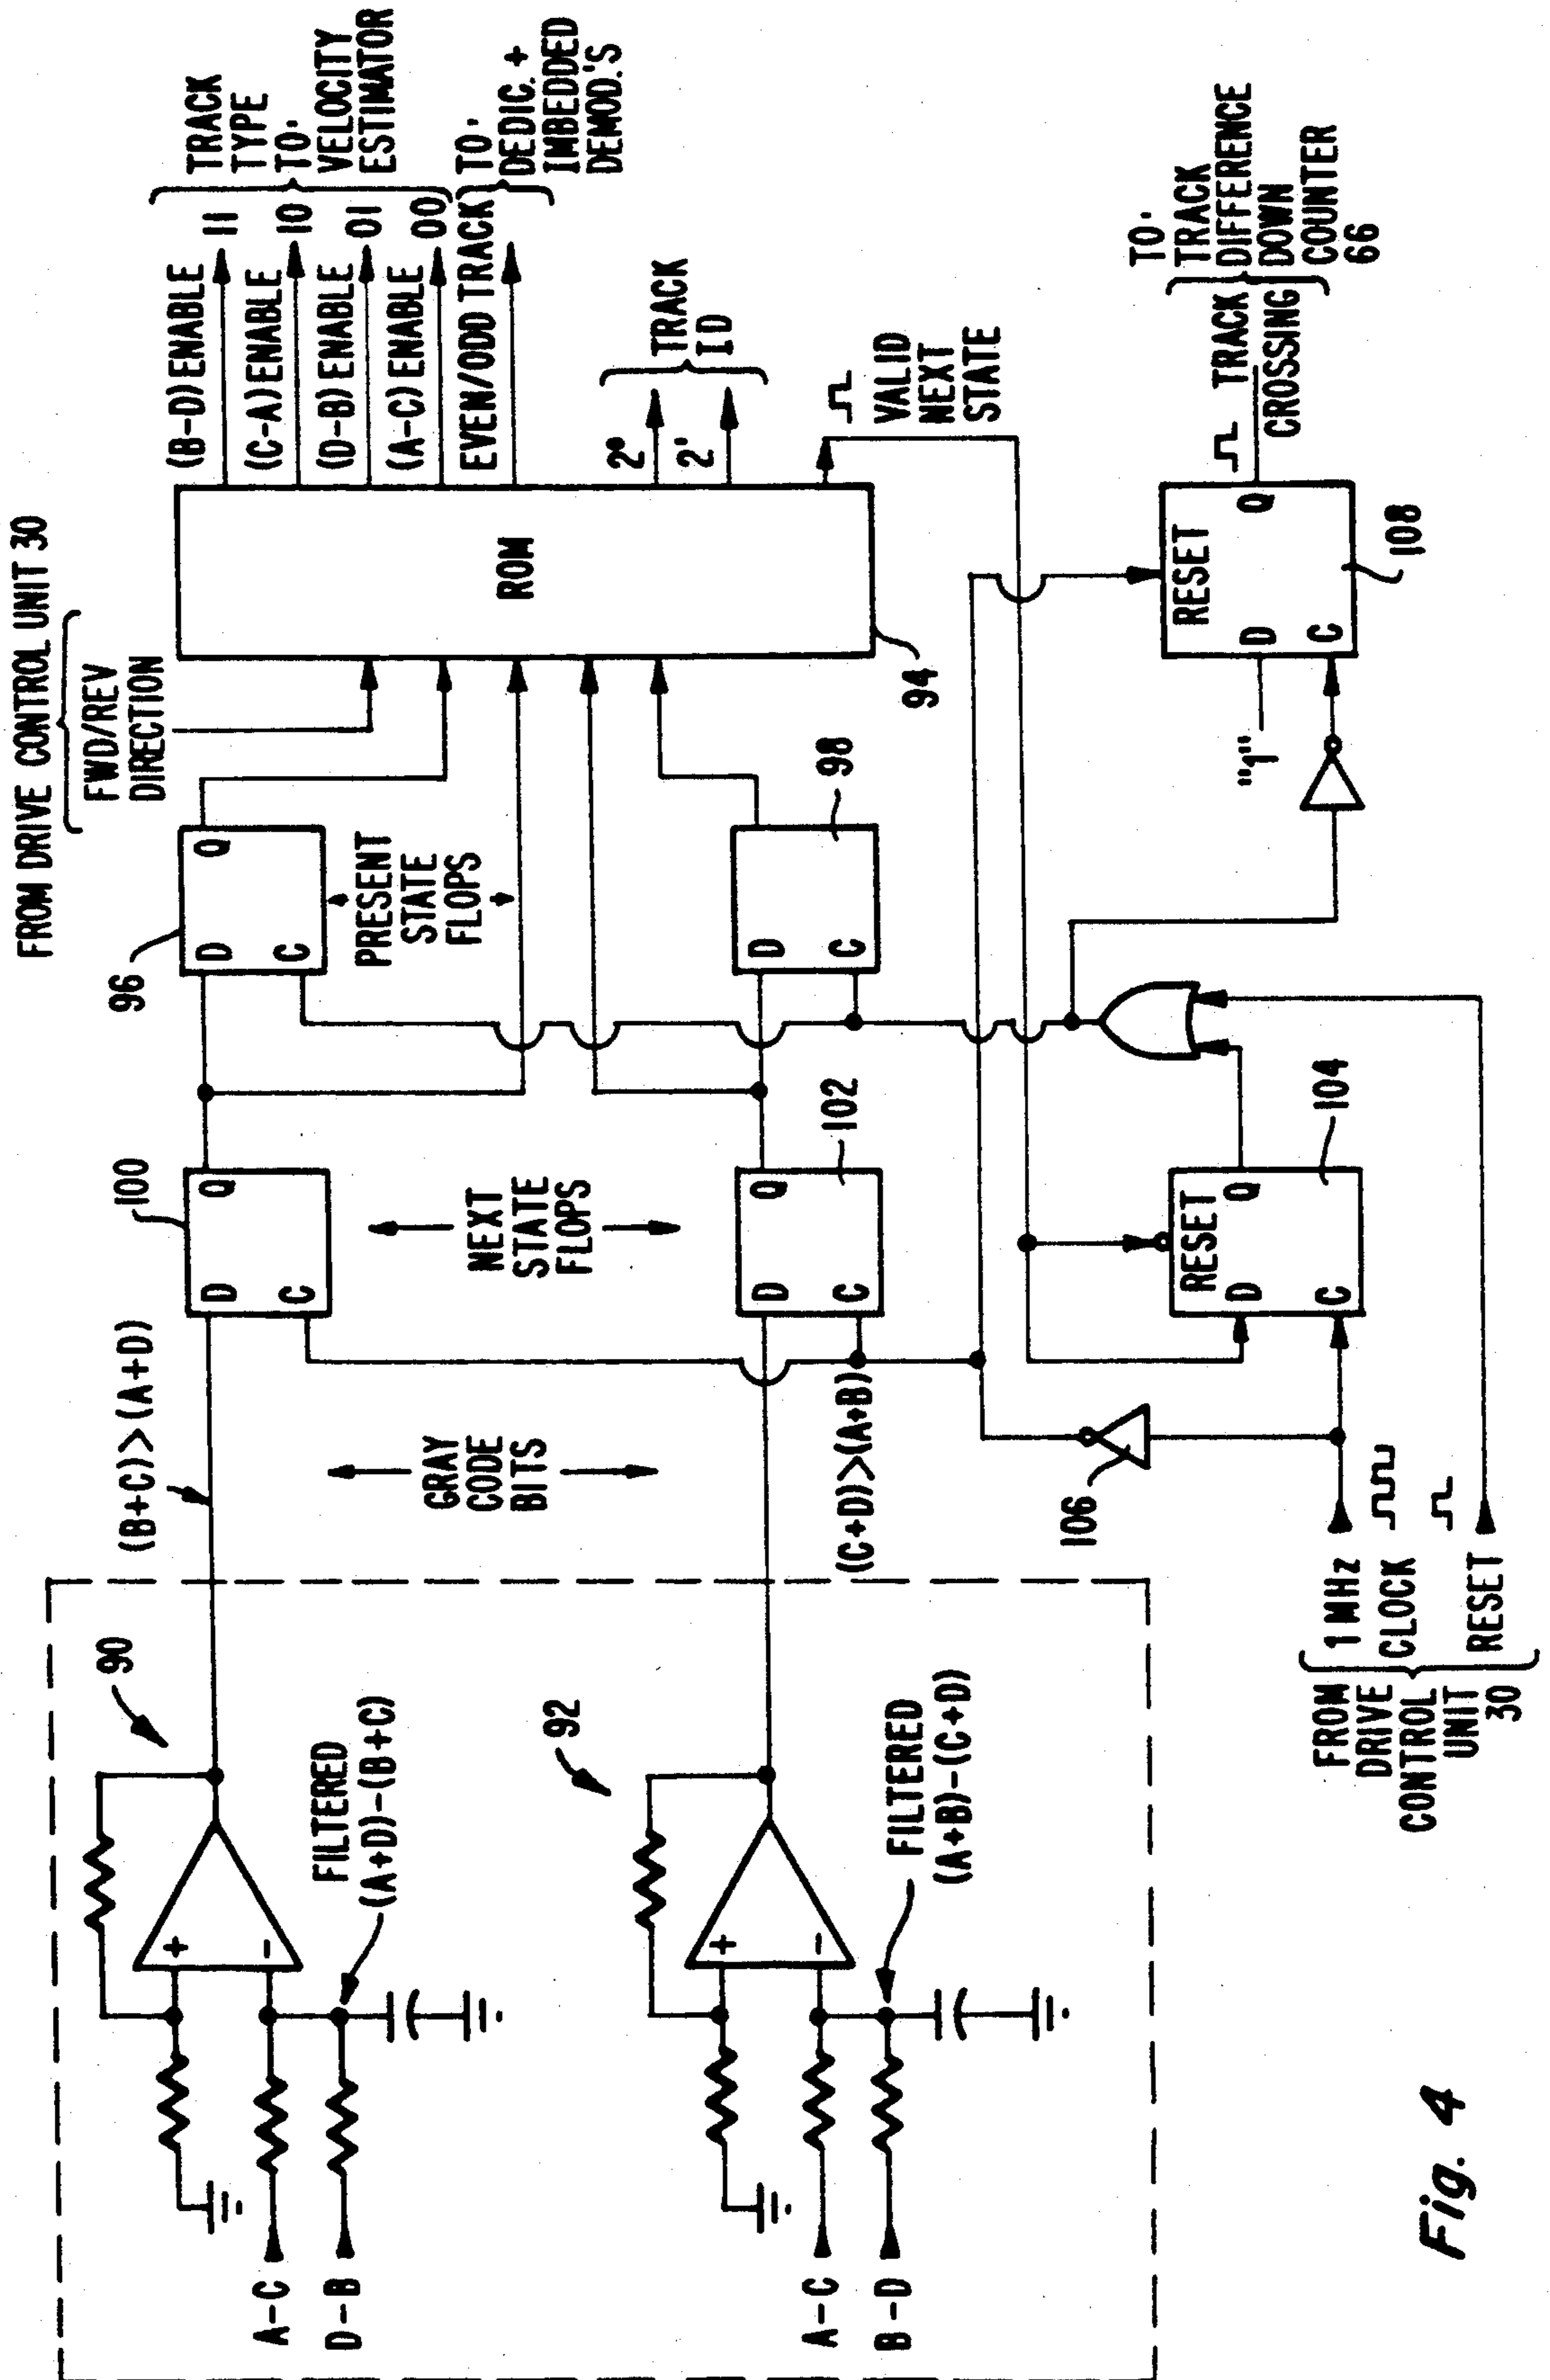 FROM DRIVE CONTROL UNIT 30
FWD/REV
DIRECTION
90
(B+C)>(A+D)
100
96
+
-
FILTERED
(A+D)-(B+C)
A-C
D-B
D
Q
C
D
Q
C
NEXT
STATE
FLOPS
PRESENT
STATE
FLOPS
GRAY
CODE
BITS
92
+
-
FILTERED
(A+B)-(C+D)
A-C
B-D
(C+D)>(A+B)
102
98
D
Q
C
D
C
ROM
94
(B-D) ENABLE
11
(C-A) ENABLE
10
(D-B) ENABLE
01
(A-C) ENABLE
00
TRACK
TYPE
TO:
VELOCITY
ESTIMATOR
EVEN/ODD TRACK
TO:
DEDIC. +
IMBEDDED
DEMOD.'S
2⁰
2'
TRACK
ID
VALID
NEXT
STATE
106
104
RESET
D
Q
C
108
RESET
D
Q
C
"1"
TRACK
CROSSING
TO:
TRACK
DIFFERENCE
DOWN
COUNTER
66
FROM
DRIVE
CONTROL
UNIT
30
1 MHz
CLOCK
RESET
Fig. 4